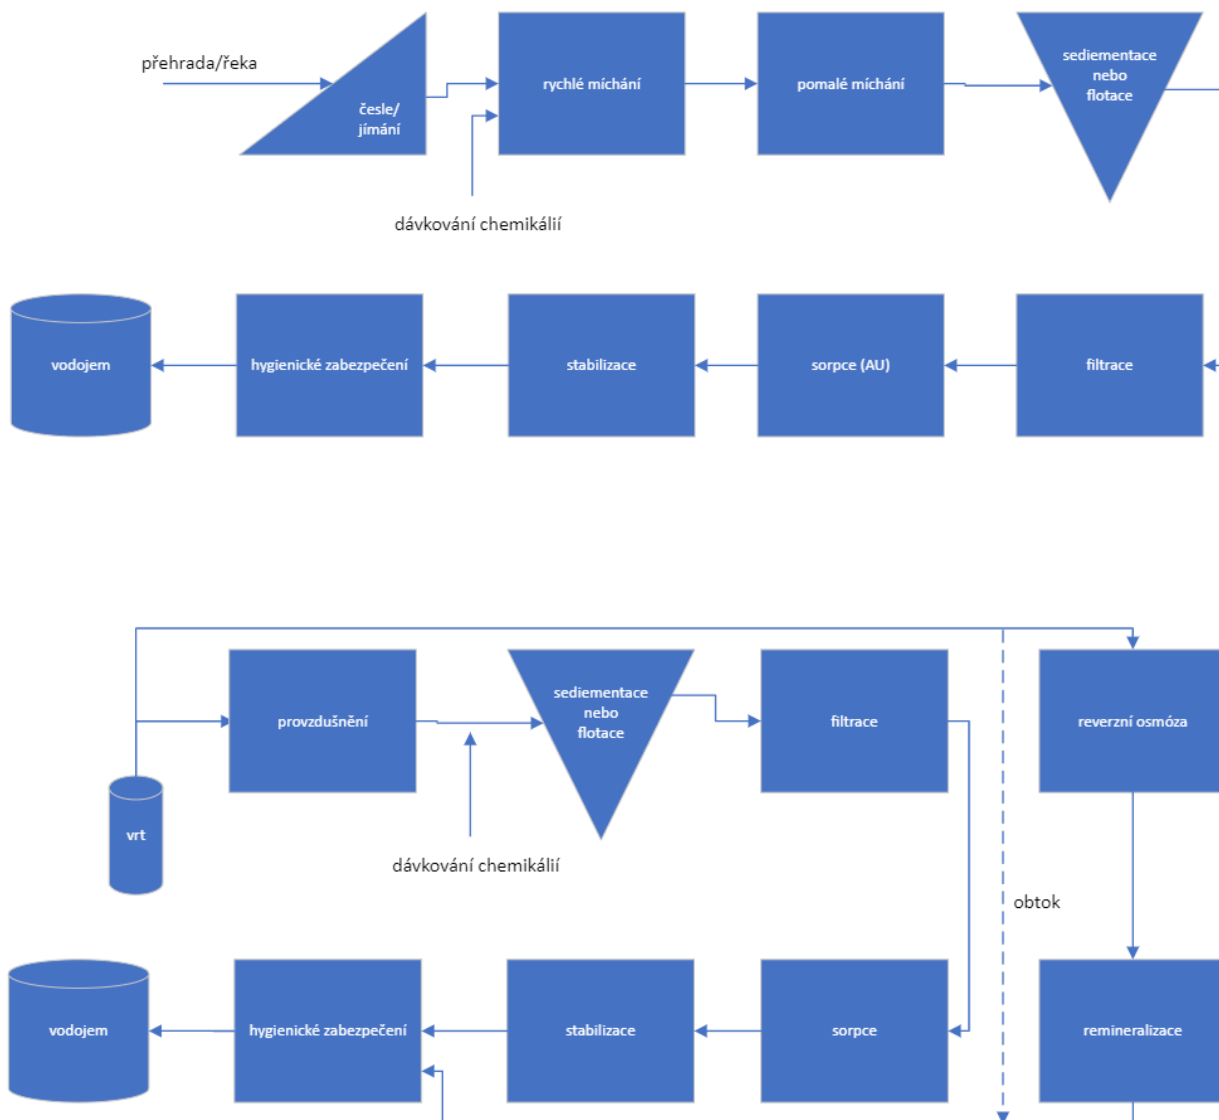 přehrada/řeka
česle/
jímání
rychlé míchání
pomalé míchání
sediementace
nebo
flotace
dávkování chemikálií
vodojem
hygienické zabezpečení
stabilizace
sorpce (AU)
filtrace
provzdušnění
sediementace
nebo
flotace
filtrace
reverzní osmóza
vrt
dávkování chemikálií
obtok
vodojem
hygienické zabezpečení
stabilizace
sorpce
remineralizace